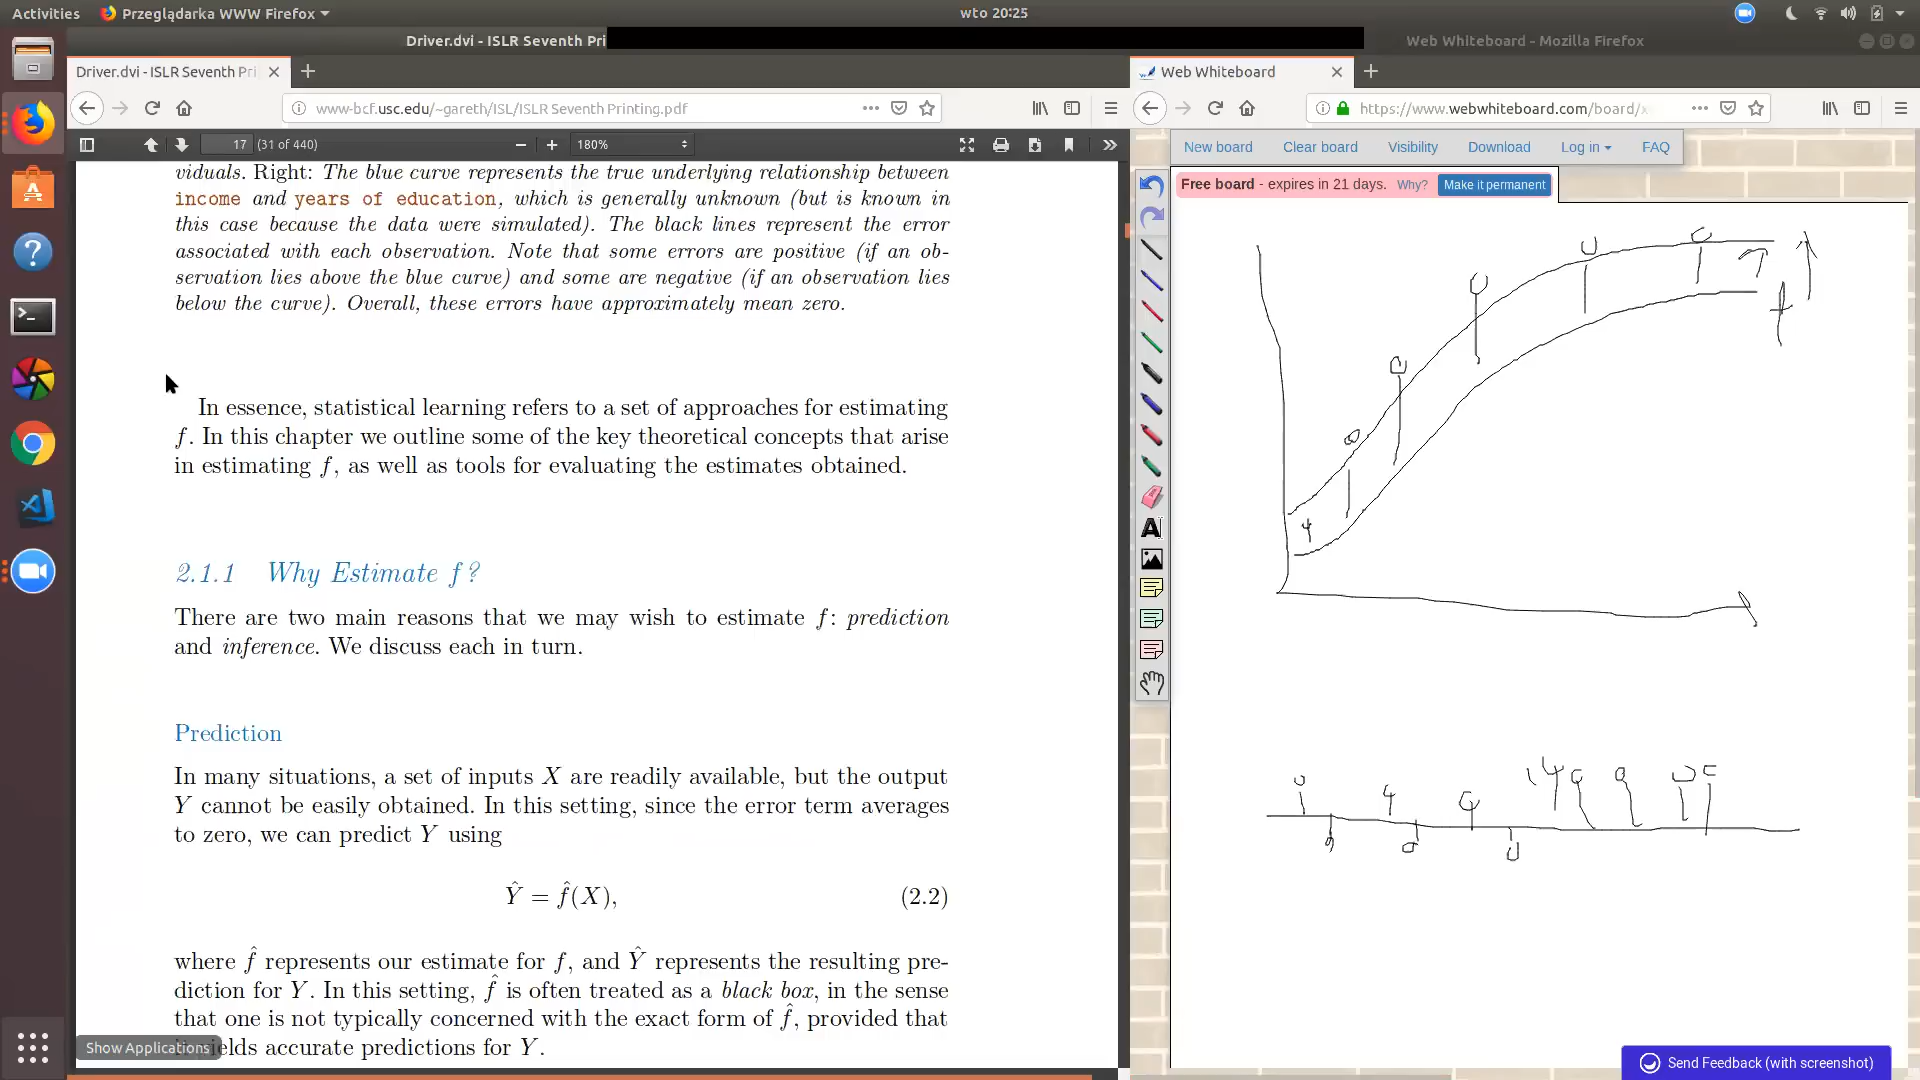 Activities Przeglądarka WWW Firefox wto 20:25
Driver.dvi - ISLR Seventh Pri
Web Whiteboard - Mozilla Firefox
Driver.dvi - ISLR Seventh Pri
Web Whiteboard
www-bcf.usc.edu/~gareth/ISL/ISLR Seventh Printing.pdf
https://www.webwhiteboard.com/board/
17 (31 of 440) 180%
New board Clear board Visibility Download Log in FAQ
Free board - expires in 21 days. Why? Make it permanent
viduals. Right: The blue curve represents the true underlying relationship between
income and years of education, which is generally unknown (but is known in
this case because the data were simulated). The black lines represent the error
associated with each observation. Note that some errors are positive (if an ob-
servation lies above the blue curve) and some are negative (if an observation lies
below the curve). Overall, these errors have approximately mean zero.
In essence, statistical learning refers to a set of approaches for estimating
f. In this chapter we outline some of the key theoretical concepts that arise
in estimating f, as well as tools for evaluating the estimates obtained.
2.1.1 Why Estimate f?
There are two main reasons that we may wish to estimate f: prediction
and inference. We discuss each in turn.
Prediction
In many situations, a set of inputs X are readily available, but the output
Y cannot be easily obtained. In this setting, since the error term averages
to zero, we can predict Y using
Ŷ = f̂(X), (2.2)
where f̂ represents our estimate for f, and Ŷ represents the resulting pre-
diction for Y. In this setting, f̂ is often treated as a black box, in the sense
that one is not typically concerned with the exact form of f̂, provided that
yields accurate predictions for Y.
Show Applications
A
f
Send Feedback (with screenshot)